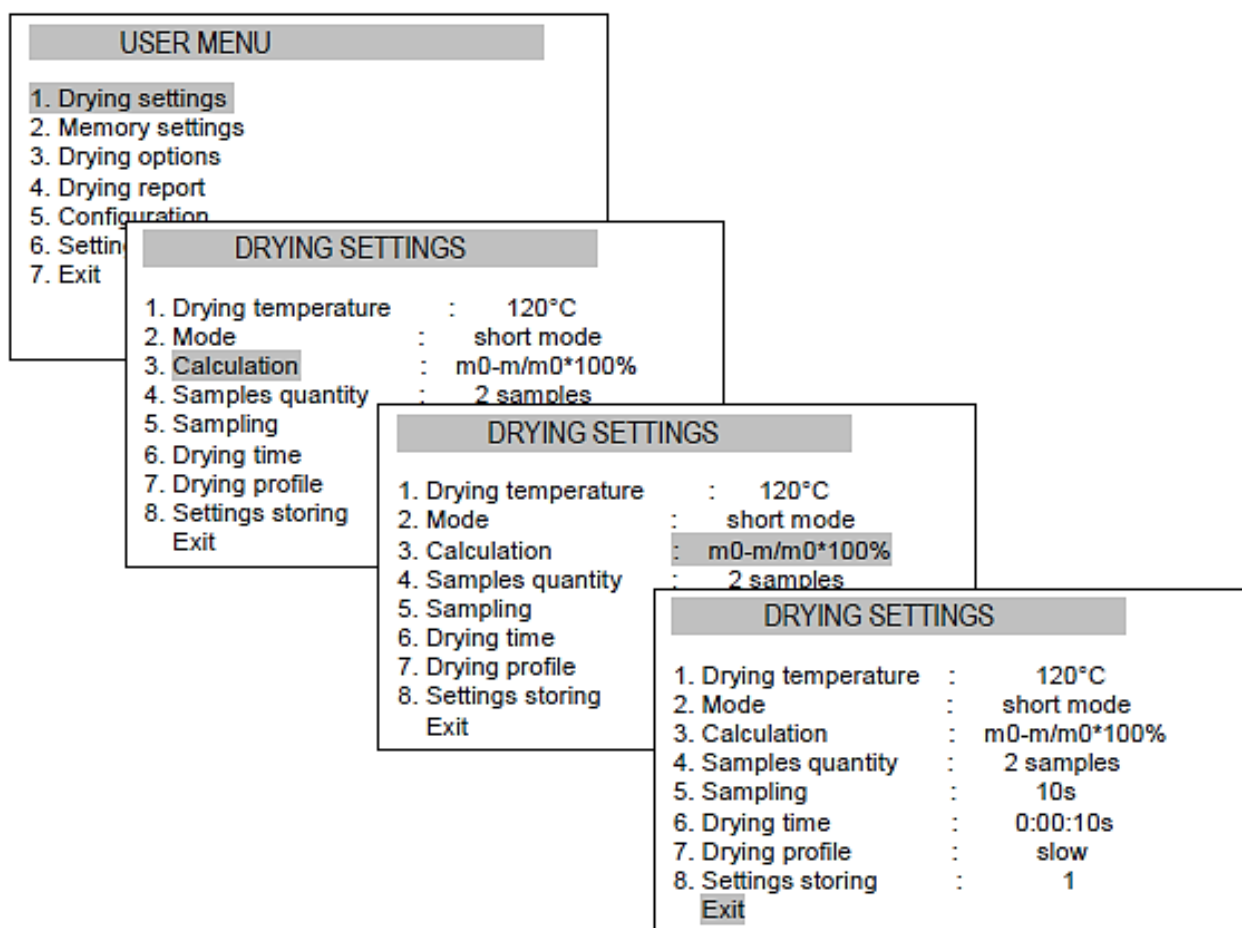 USER MENU
1. Drying settings
2. Memory settings
3. Drying options
4. Drying report
5. Configuration
6. Settin
7. Exit
DRYING SETTINGS
1. Drying temperature : 120°C
2. Mode : short mode
3. Calculation : m0-m/m0*100%
4. Samples quantity : 2 samples
5. Sampling
6. Drying time
7. Drying profile
8. Settings storing
Exit
DRYING SETTINGS
1. Drying temperature : 120°C
2. Mode : short mode
3. Calculation : m0-m/m0*100%
4. Samples quantity : 2 samples
5. Sampling
6. Drying time
7. Drying profile
8. Settings storing
Exit
DRYING SETTINGS
1. Drying temperature : 120°C
2. Mode : short mode
3. Calculation : m0-m/m0*100%
4. Samples quantity : 2 samples
5. Sampling : 10s
6. Drying time : 0:00:10s
7. Drying profile : slow
8. Settings storing : 1
Exit